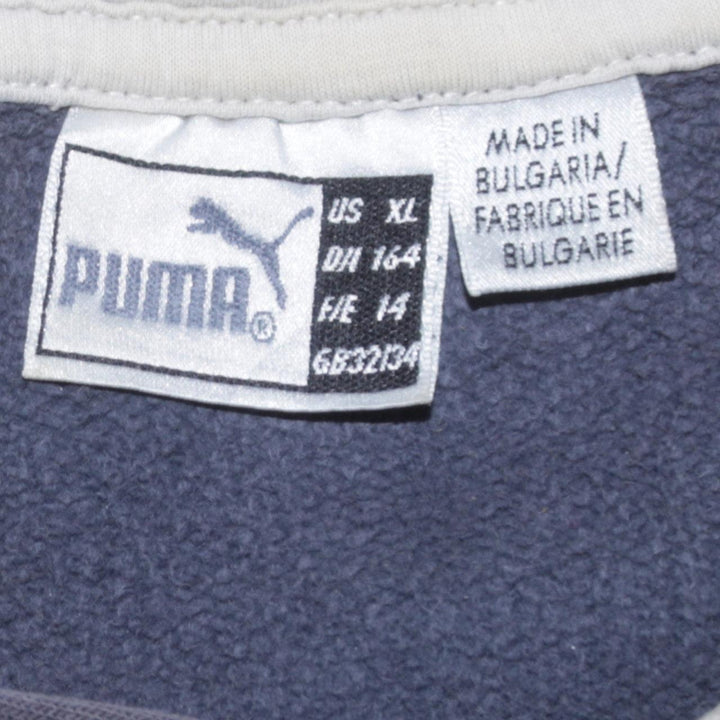 PUMA®
US XL
D/I 164
F/E 14
GB32/34
MADE IN
BULGARIA/
FABRIQUE EN
BULGARIE